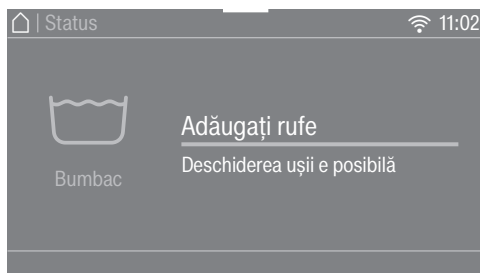 | Status 11:02
Adăugați rufe
Deschiderea ușii e posibilă
Bumbac